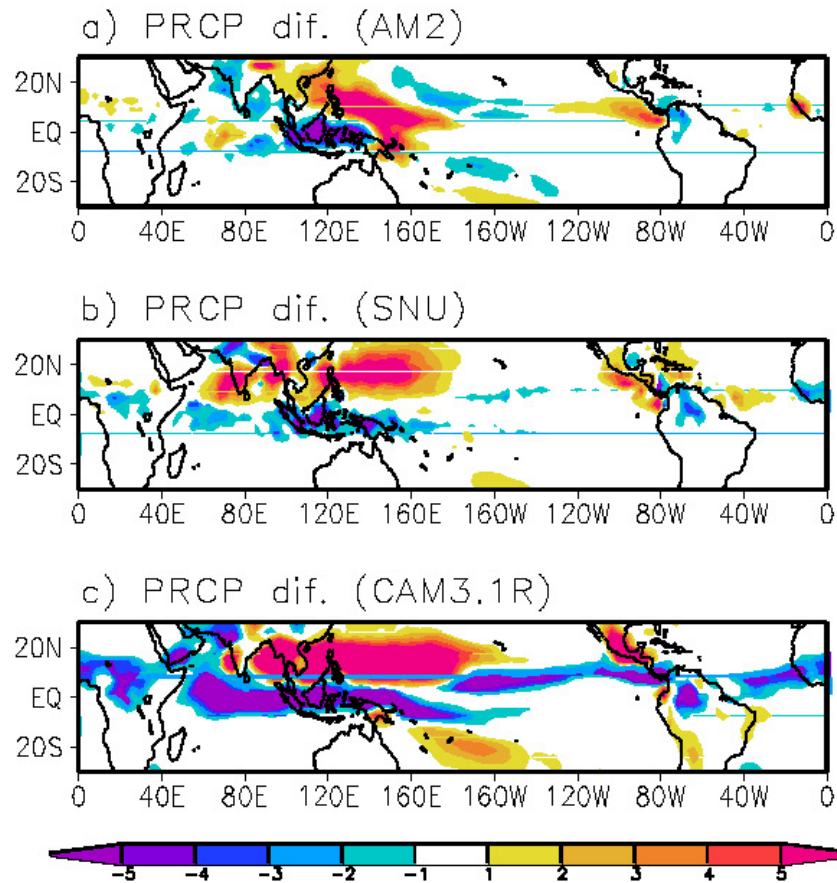 a) PRCP dif. (AM2)
20N
EQ
20S
0 40E 80E 120E 160E 160W 120W 80W 40W 0
b) PRCP dif. (SNU)
20N
EQ
20S
0 40E 80E 120E 160E 160W 120W 80W 40W 0
c) PRCP dif. (CAM3.1R)
20N
EQ
20S
0 40E 80E 120E 160E 160W 120W 80W 40W 0
-5 -4 -3 -2 -1 1 2 3 4 5